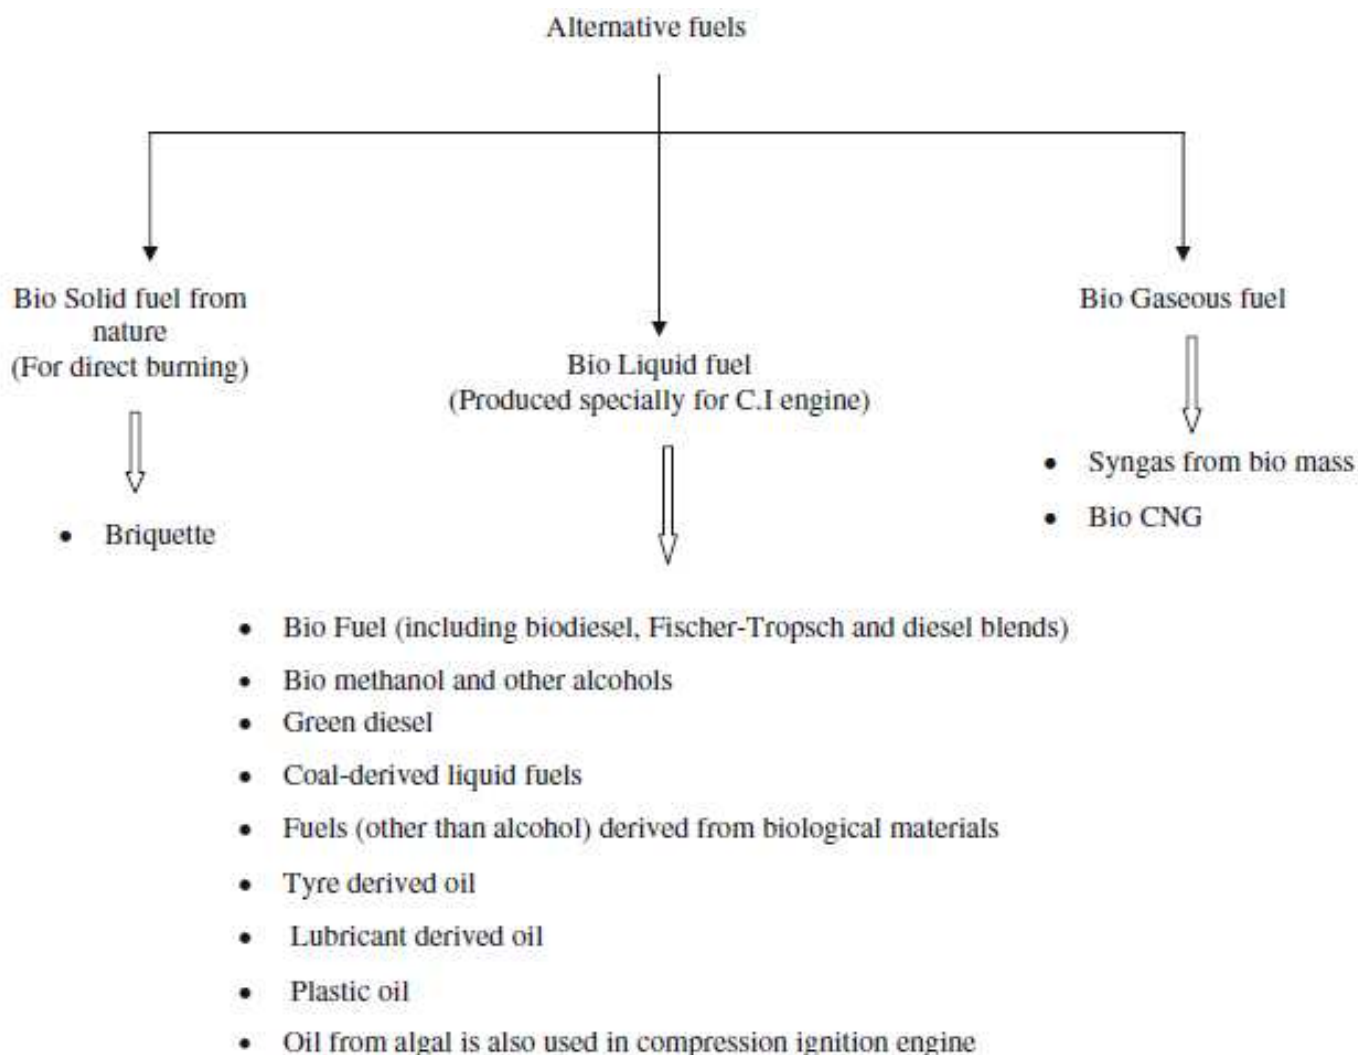 Alternative fuels
Bio Solid fuel from
nature
(For direct burning)
• Briquette
Bio Liquid fuel
(Produced specially for C.I engine)
• Bio Fuel (including biodiesel, Fischer-Tropsch and diesel blends)
• Bio methanol and other alcohols
• Green diesel
• Coal-derived liquid fuels
• Fuels (other than alcohol) derived from biological materials
• Tyre derived oil
• Lubricant derived oil
• Plastic oil
• Oil from algal is also used in compression ignition engine
Bio Gaseous fuel
• Syngas from bio mass
• Bio CNG